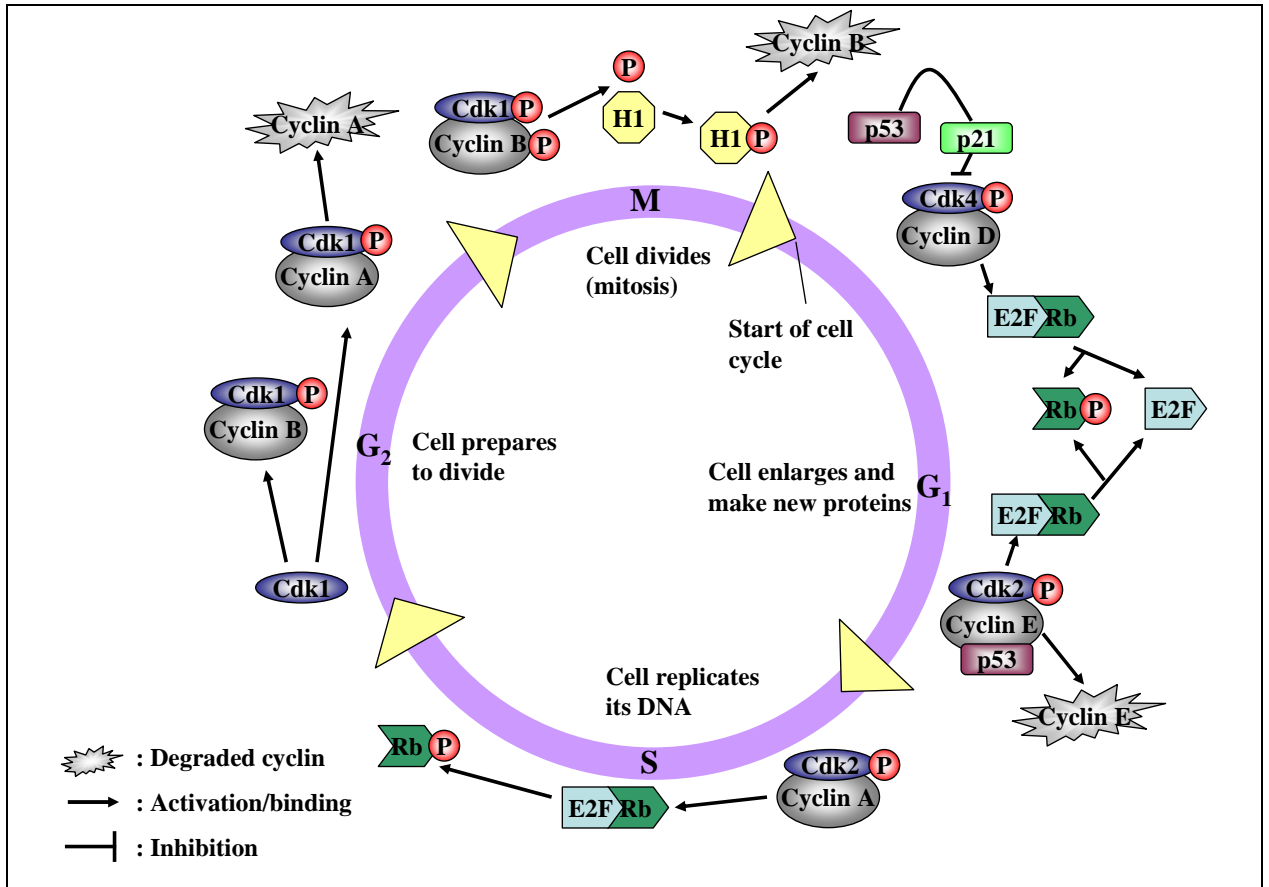 Cyclin B
P
Cdk1 P
Cyclin B P
H1
H1 P
p53
p21
Cyclin A
Cdk4 P
Cyclin D
M
Cell divides
(mitosis)
Cdk1 P
Cyclin A
Start of cell
cycle
E2F Rb
Rb P
E2F
Cdk1 P
Cyclin B
G2
Cell prepares
to divide
Cell enlarges and
make new proteins
G1
E2F Rb
Cdk1
Cdk2 P
Cyclin E
p53
Cyclin E
Cell replicates
its DNA
Rb P
S
Cdk2 P
Cyclin A
E2F Rb
: Degraded cyclin
: Activation/binding
: Inhibition